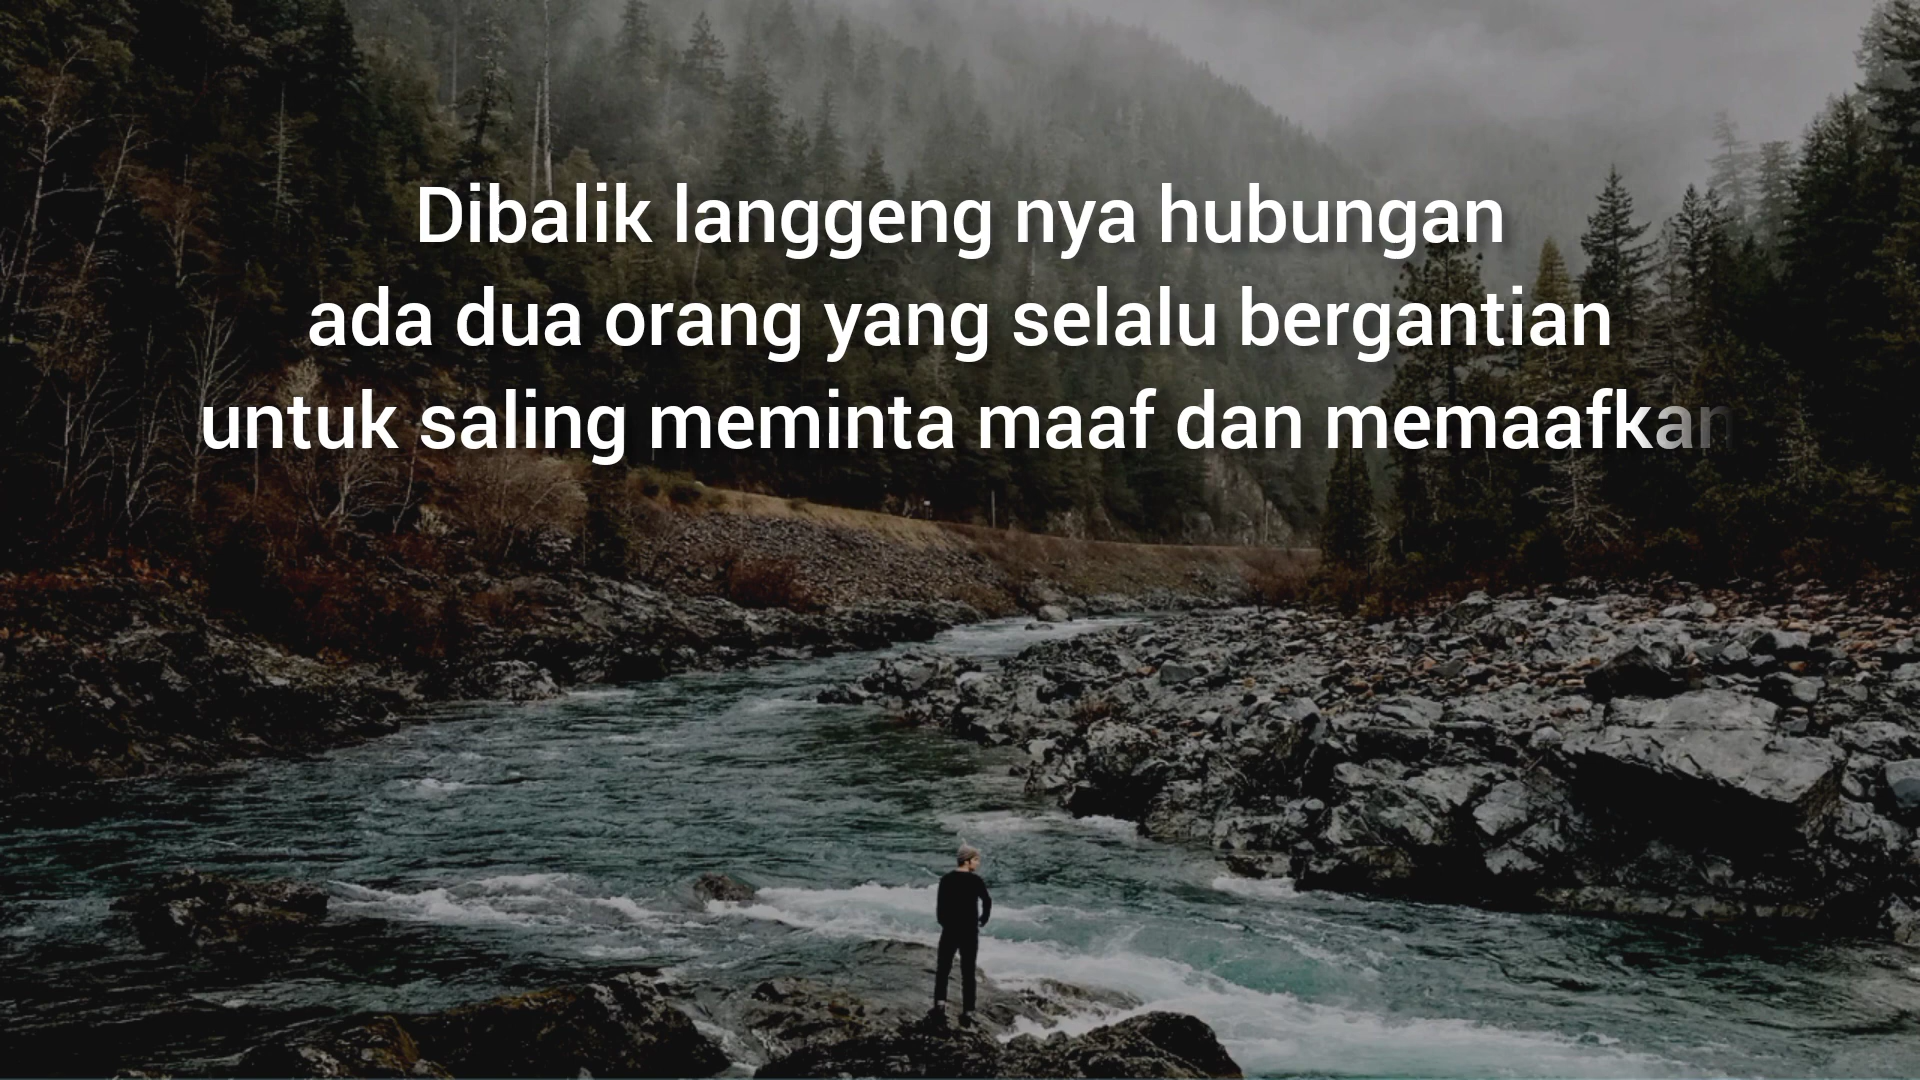 Dibalik langgeng nya hubungan
ada dua orang yang selalu bergantian
untuk saling meminta maaf dan memaafkan